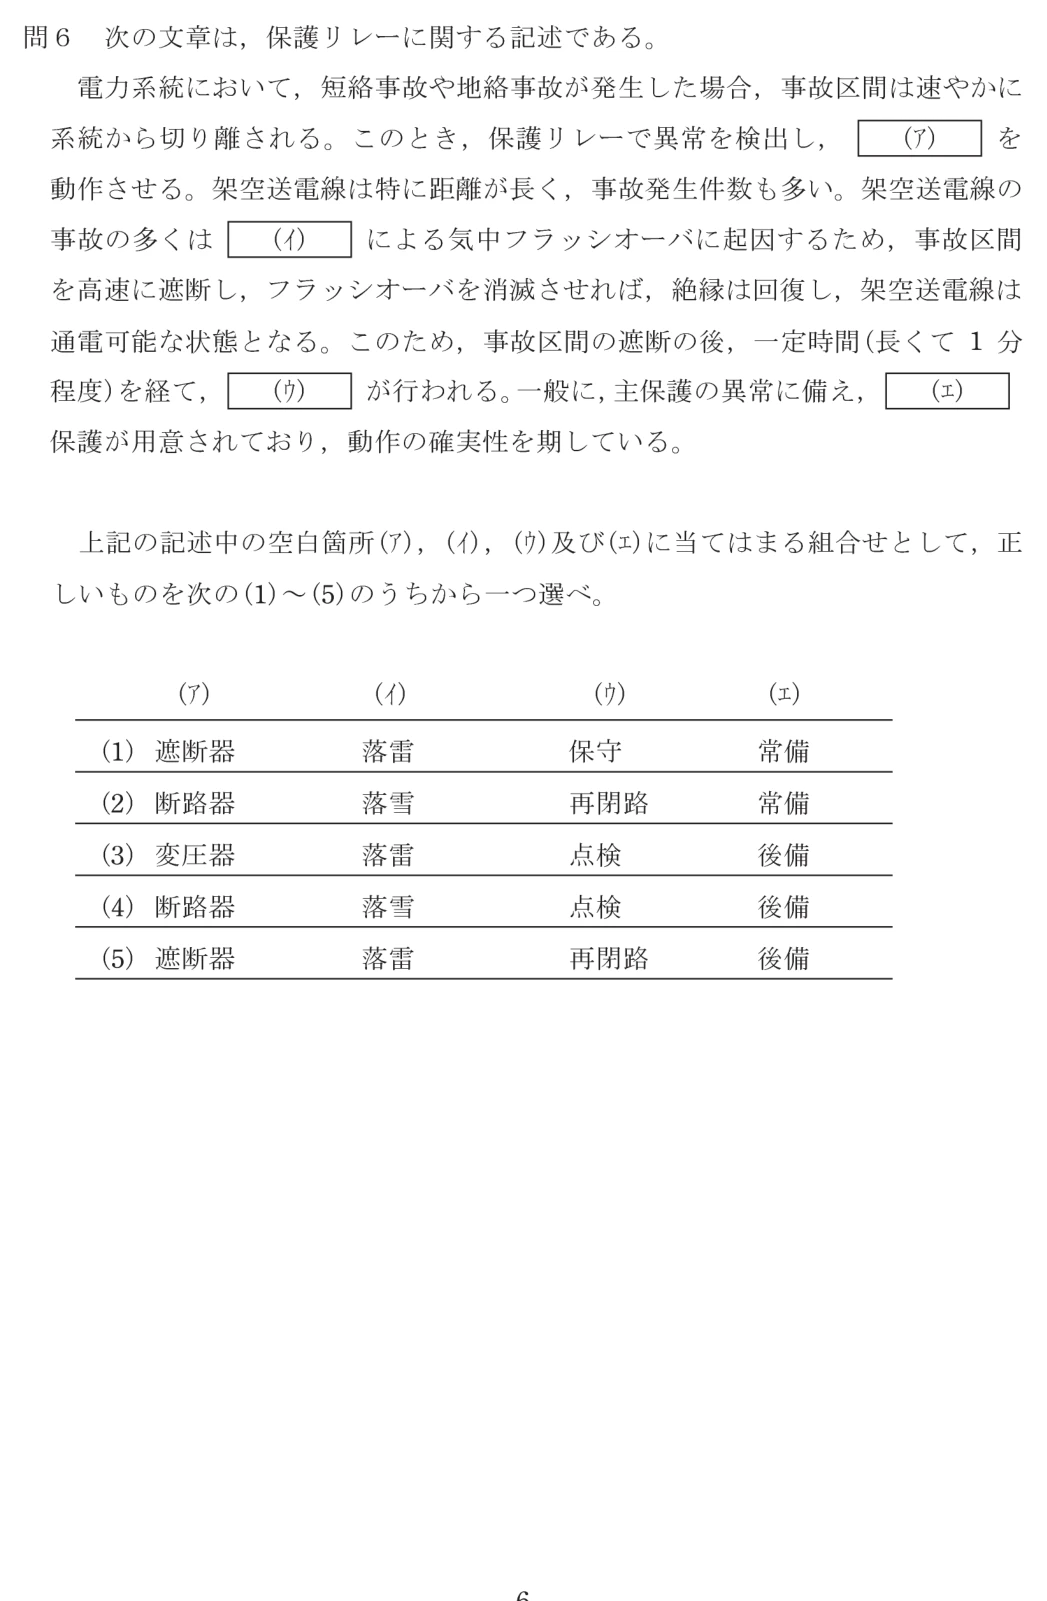 問6　次の文章は，保護リレーに関する記述である。
電力系統において，短絡事故や地絡事故が発生した場合，事故区間は速やかに
系統から切り離される。このとき，保護リレーで異常を検出し，(ア)を
動作させる。架空送電線は特に距離が長く，事故発生件数も多い。架空送電線の
事故の多くは(イ)による気中フラッシオーバに起因するため，事故区間
を高速に遮断し，フラッシオーバを消滅させれば，絶縁は回復し，架空送電線は
通電可能な状態となる。このため，事故区間の遮断の後，一定時間(長くて 1 分
程度)を経て，(ウ)が行われる。一般に，主保護の異常に備え，(エ)
保護が用意されており，動作の確実性を期している。
上記の記述中の空白箇所(ア)，(イ)，(ウ)及び(エ)に当てはまる組合せとして，正
しいものを次の(1)～(5)のうちから一つ選べ。
(ア)　(イ)　(ウ)　(エ)
(1) 遮断器　落雷　保守　常備
(2) 断路器　落雪　再閉路　常備
(3) 変圧器　落雷　点検　後備
(4) 断路器　落雪　点検　後備
(5) 遮断器　落雷　再閉路　後備
6